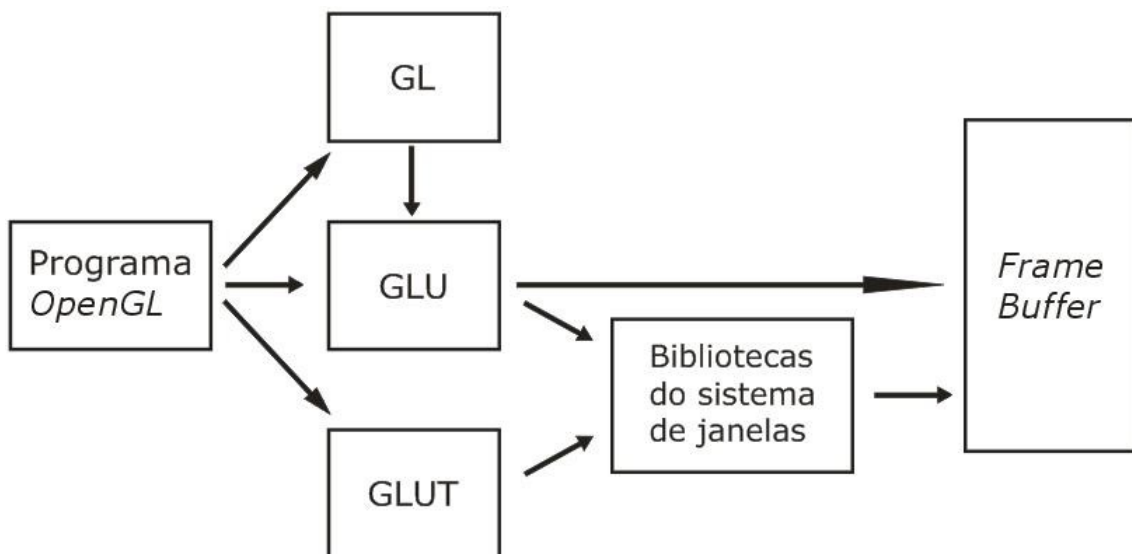 GL
Programa
OpenGL
GLU
GLUT
Bibliotecas
do sistema
de janelas
Frame
Buffer